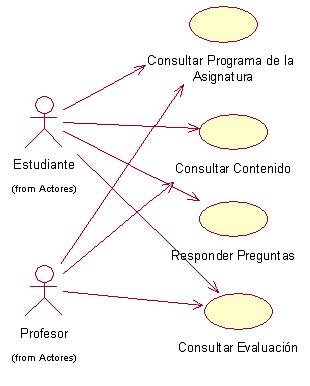 Consultar Programa de la
Asignatura
Estudiante
(from Actores)
Consultar Contenido
Responder Preguntas
Profesor
(from Actores)
Consultar Evaluación